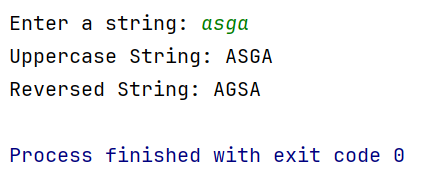 Enter a string: asga
Uppercase String: ASGA
Reversed String: AGSA
Process finished with exit code 0